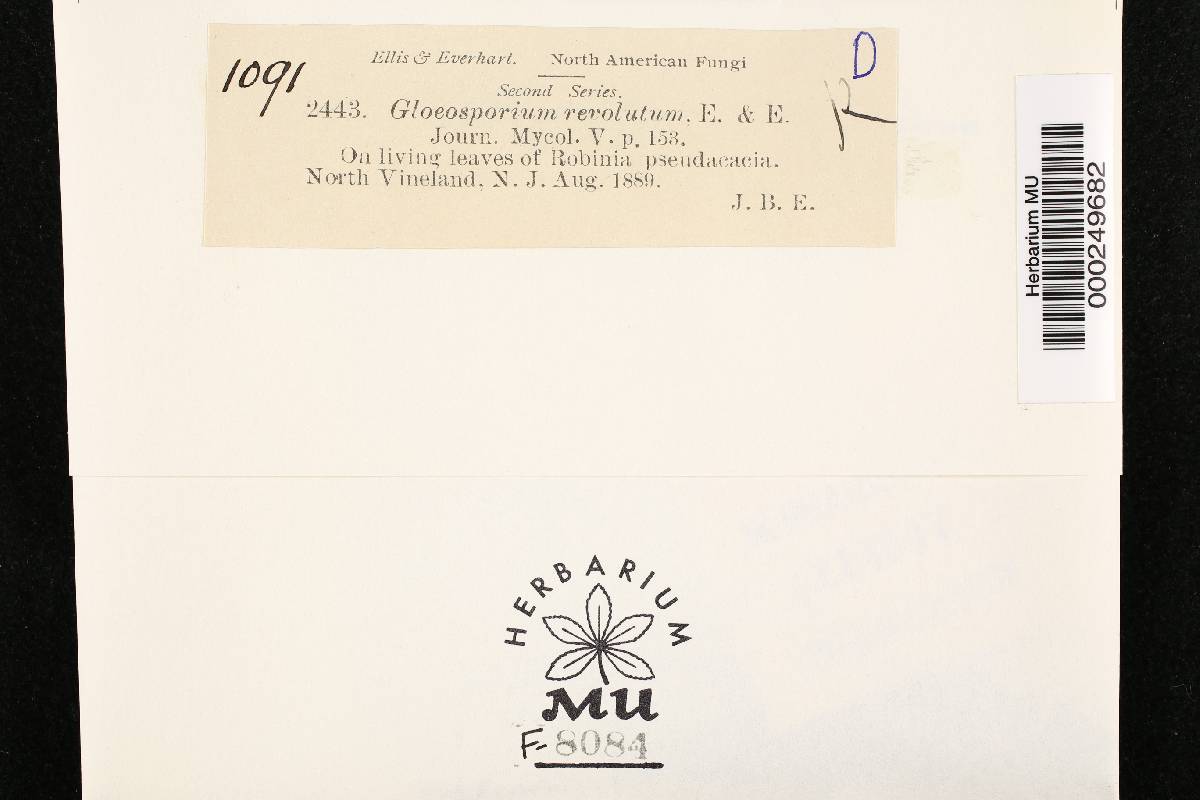 1091
Ellis & Everhart. North American Fungi
D
Second Series.
2443. Gloeosporium revolutum, E. & E.
Journ. Mycol. V. p. 153.
On living leaves of Robinia pseudacacia.
North Vineland, N. J. Aug. 1889.
J. B. E.
Herbarium MU
000249682
HERBARIUM
MU
F-8084